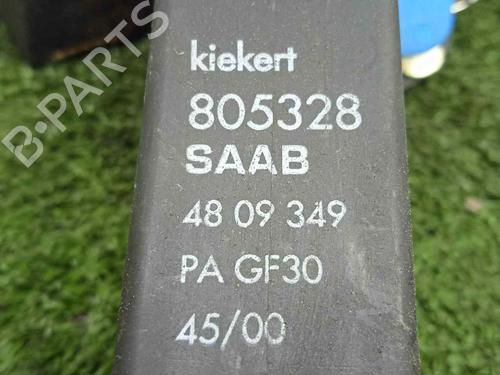 B-PARTS
kiekert
805328
SAAB
48 09 349
PA GF30
45/00